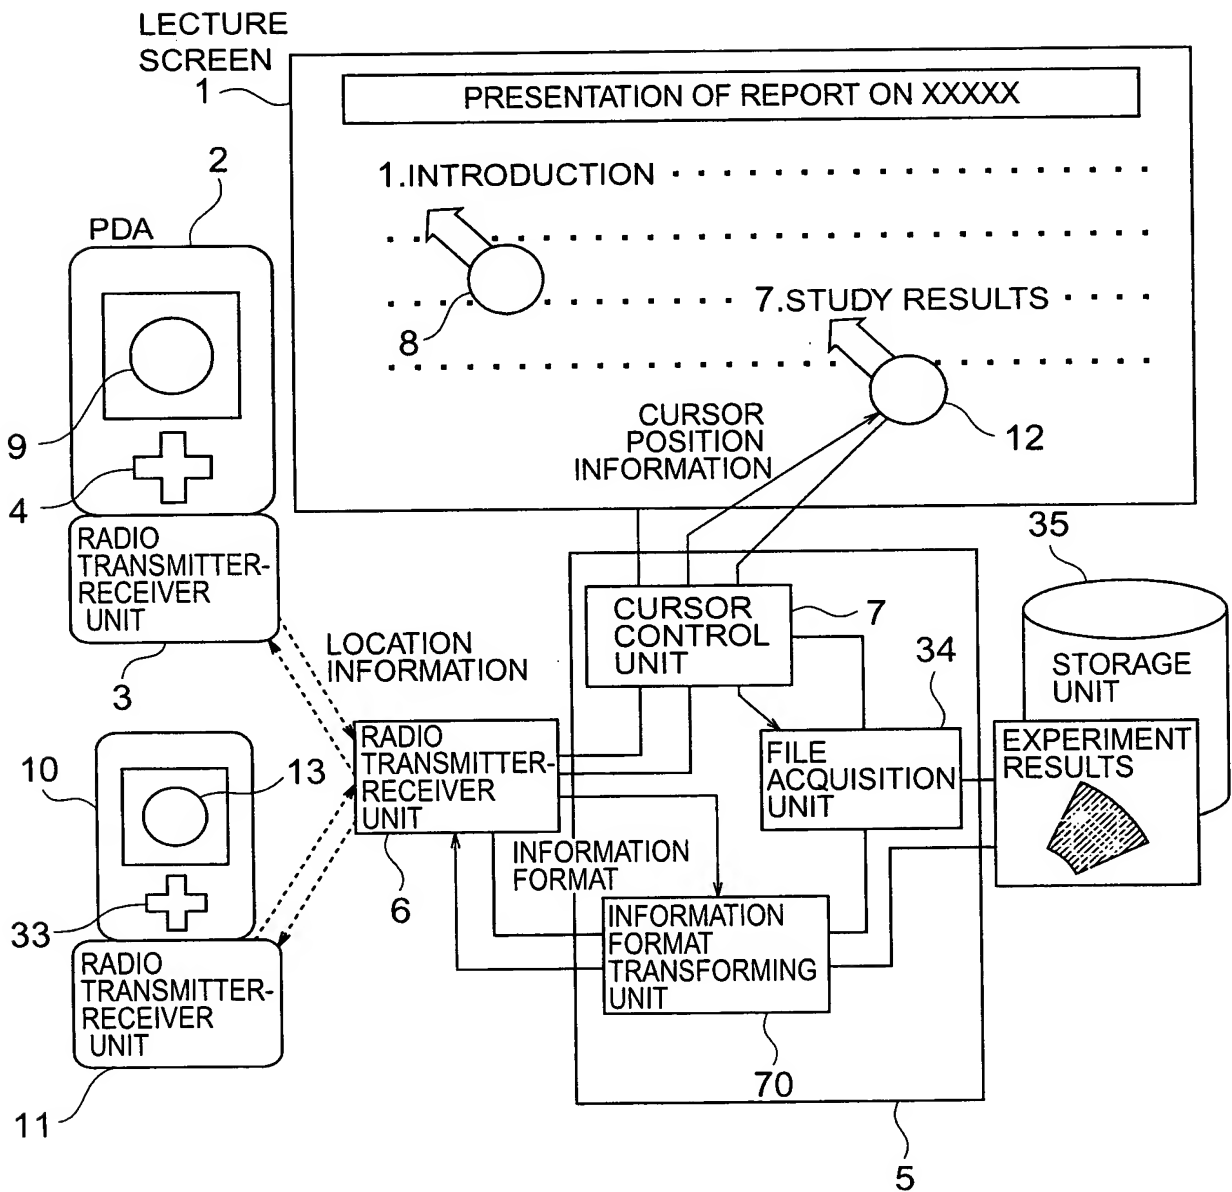 LECTURE
SCREEN
1
PRESENTATION OF REPORT ON XXXXX
2
1.INTRODUCTION
PDA
8
7.STUDY RESULTS
9
4
CURSOR
POSITION
INFORMATION
12
RADIO
TRANSMITTER-
RECEIVER
UNIT
3
35
CURSOR
CONTROL
UNIT
7
LOCATION
INFORMATION
34
STORAGE
UNIT
10
13
33
RADIO
TRANSMITTER-
RECEIVER
UNIT
6
FILE
ACQUISITION
UNIT
EXPERIMENT
RESULTS
INFORMATION
FORMAT
INFORMATION
FORMAT
TRANSFORMING
UNIT
70
RADIO
TRANSMITTER-
RECEIVER
UNIT
11
5